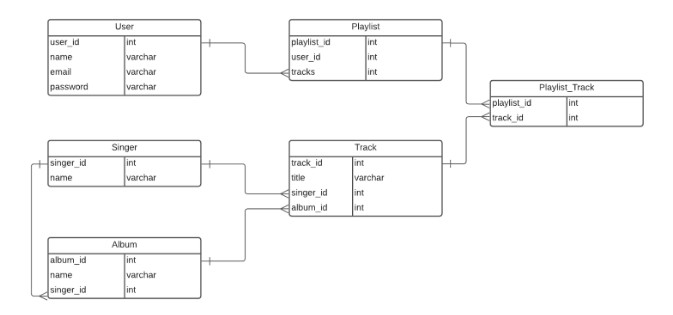 User
user_id int
name varchar
email varchar
password varchar
Playlist
playlist_id int
user_id int
tracks int
Playlist_Track
playlist_id int
track_id int
Singer
singer_id int
name varchar
Track
track_id int
title varchar
singer_id int
album_id int
Album
album_id int
name varchar
singer_id int